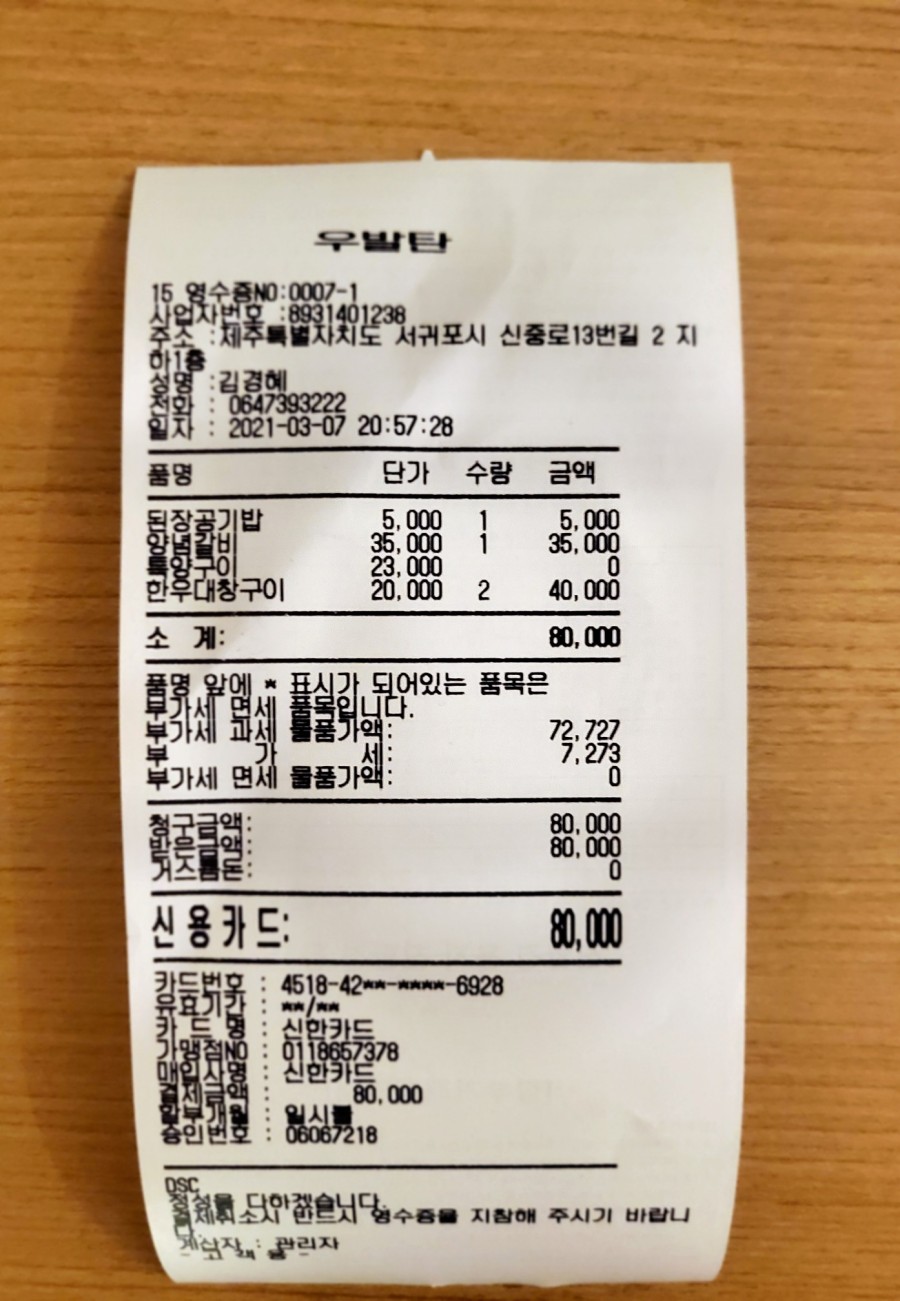 우발탄
15 영수증NO:0007-1
사업자번호 :8931401238
주소 :제주특별자치도 서귀포시 신중로13번길 2 지
하1층
성명 :김경혜
전화 : 0647393222
일자 : 2021-03-07 20:57:28
품명 단가 수량 금액
된장공기밥 5,000 1 5,000
양념갈비 35,000 1 35,000
특양구이 23,000 0
한우대창구이 20,000 2 40,000
소 계: 80,000
품명 앞에 * 표시가 되어있는 품목은
부가세 면세 품목입니다.
부가세 과세 물품가액: 72,727
부 가 세: 7,273
부가세 면세 물품가액: 0
청구금액: 80,000
받은금액: 80,000
거스름돈: 0
신용카드: 80,000
카드번호 : 4518-42**-****-6928
유효기간 : **/**
카 드 명 : 신한카드
가맹점NO : 0118657378
매입사명 : 신한카드
결제금액 : 80,000
할부개월 : 일시불
승인번호 : 06067218
DSC
정성을 다하겠습니다.
결제취소시 반드시 영수증을 지참해 주시기 바랍니
다.
계산자 : 관리자
- 고 객 용 -